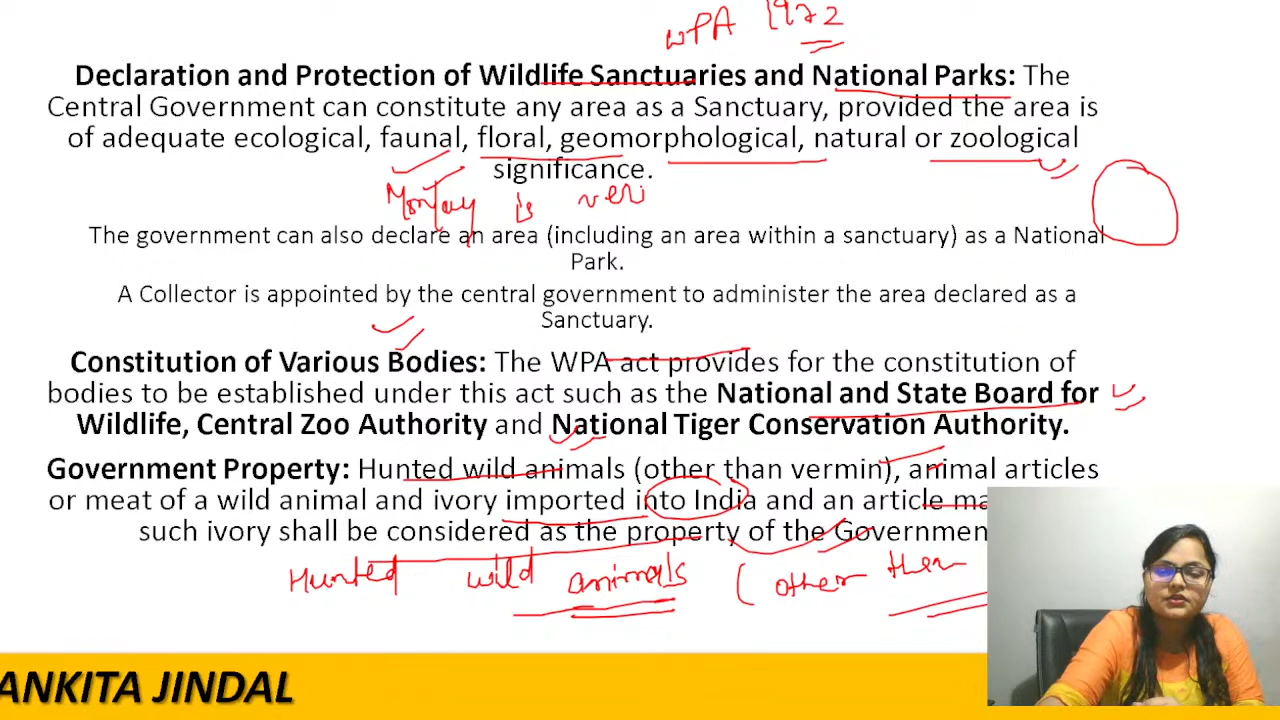 WPA 1972
Declaration and Protection of Wildlife Sanctuaries and National Parks: The
Central Government can constitute any area as a Sanctuary, provided the area is
of adequate ecological, faunal, floral, geomorphological, natural or zoological
significance.
is veri
The government can also declare an area (including an area within a sanctuary) as a National
Park.
A Collector is appointed by the central government to administer the area declared as a
Sanctuary.
Constitution of Various Bodies: The WPA act provides for the constitution of
bodies to be established under this act such as the National and State Board for
Wildlife, Central Zoo Authority and National Tiger Conservation Authority.
Government Property: Hunted wild animals (other than vermin), animal articles
or meat of a wild animal and ivory imported into India and an article ma
such ivory shall be considered as the property of the Government
Hunted wild animals (other then
ANKITA JINDAL